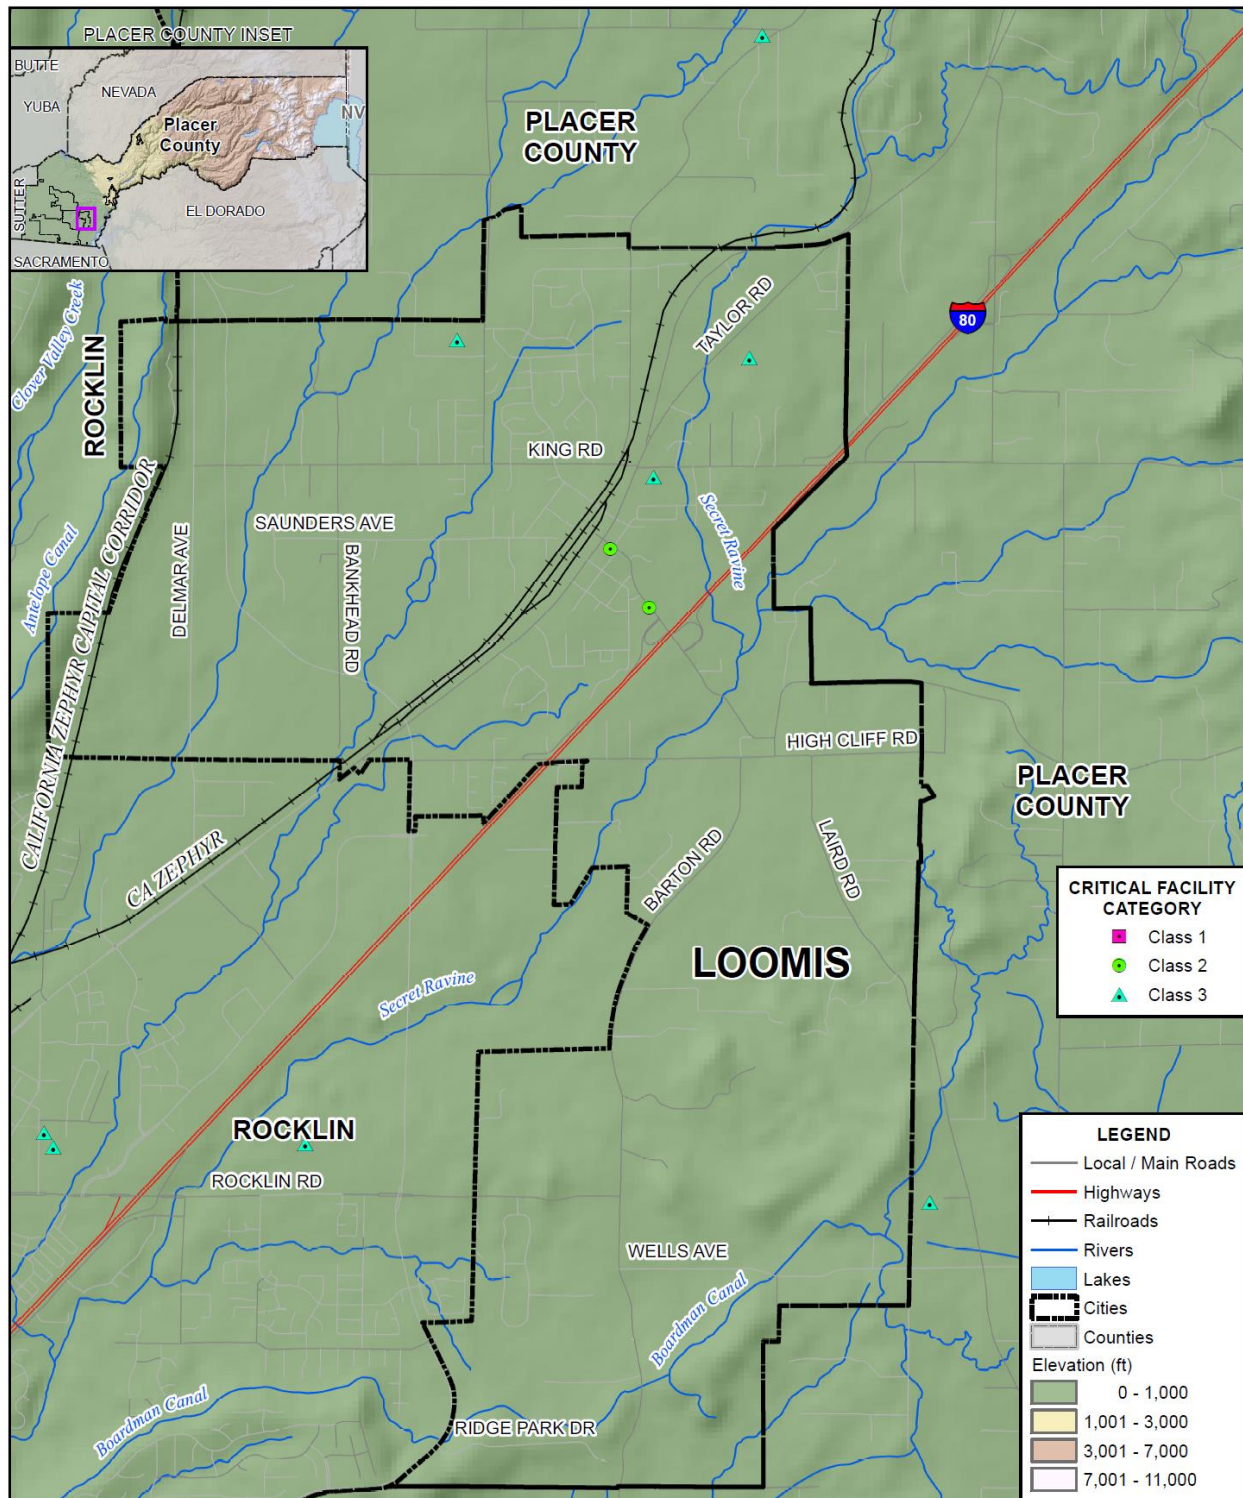 PLACER COUNTY INSET
BUTTE
YUBA
NEVADA
NV
Placer
County
SUTTER
EL DORADO
SACRAMENTO
PLACER
COUNTY
Clover Valley Creek
ROCKLIN
TAYLOR RD
80
KING RD
CALIFORNIA ZEPHYR CAPITAL CORRIDOR
SAUNDERS AVE
Secret Ravine
Antelope Canal
DELMAR AVE
BANKHEAD RD
HIGH CLIFF RD
PLACER
COUNTY
CA ZEPHYR
BARTON RD
LAIRD RD
LOOMIS
Secret Ravine
CRITICAL FACILITY
CATEGORY
Class 1
Class 2
Class 3
ROCKLIN
ROCKLIN RD
WELLS AVE
Boardman Canal
Boardman Canal
RIDGE PARK DR
LEGEND
Local / Main Roads
Highways
Railroads
Rivers
Lakes
Cities
Counties
Elevation (ft)
0 - 1,000
1,001 - 3,000
3,001 - 7,000
7,001 - 11,000